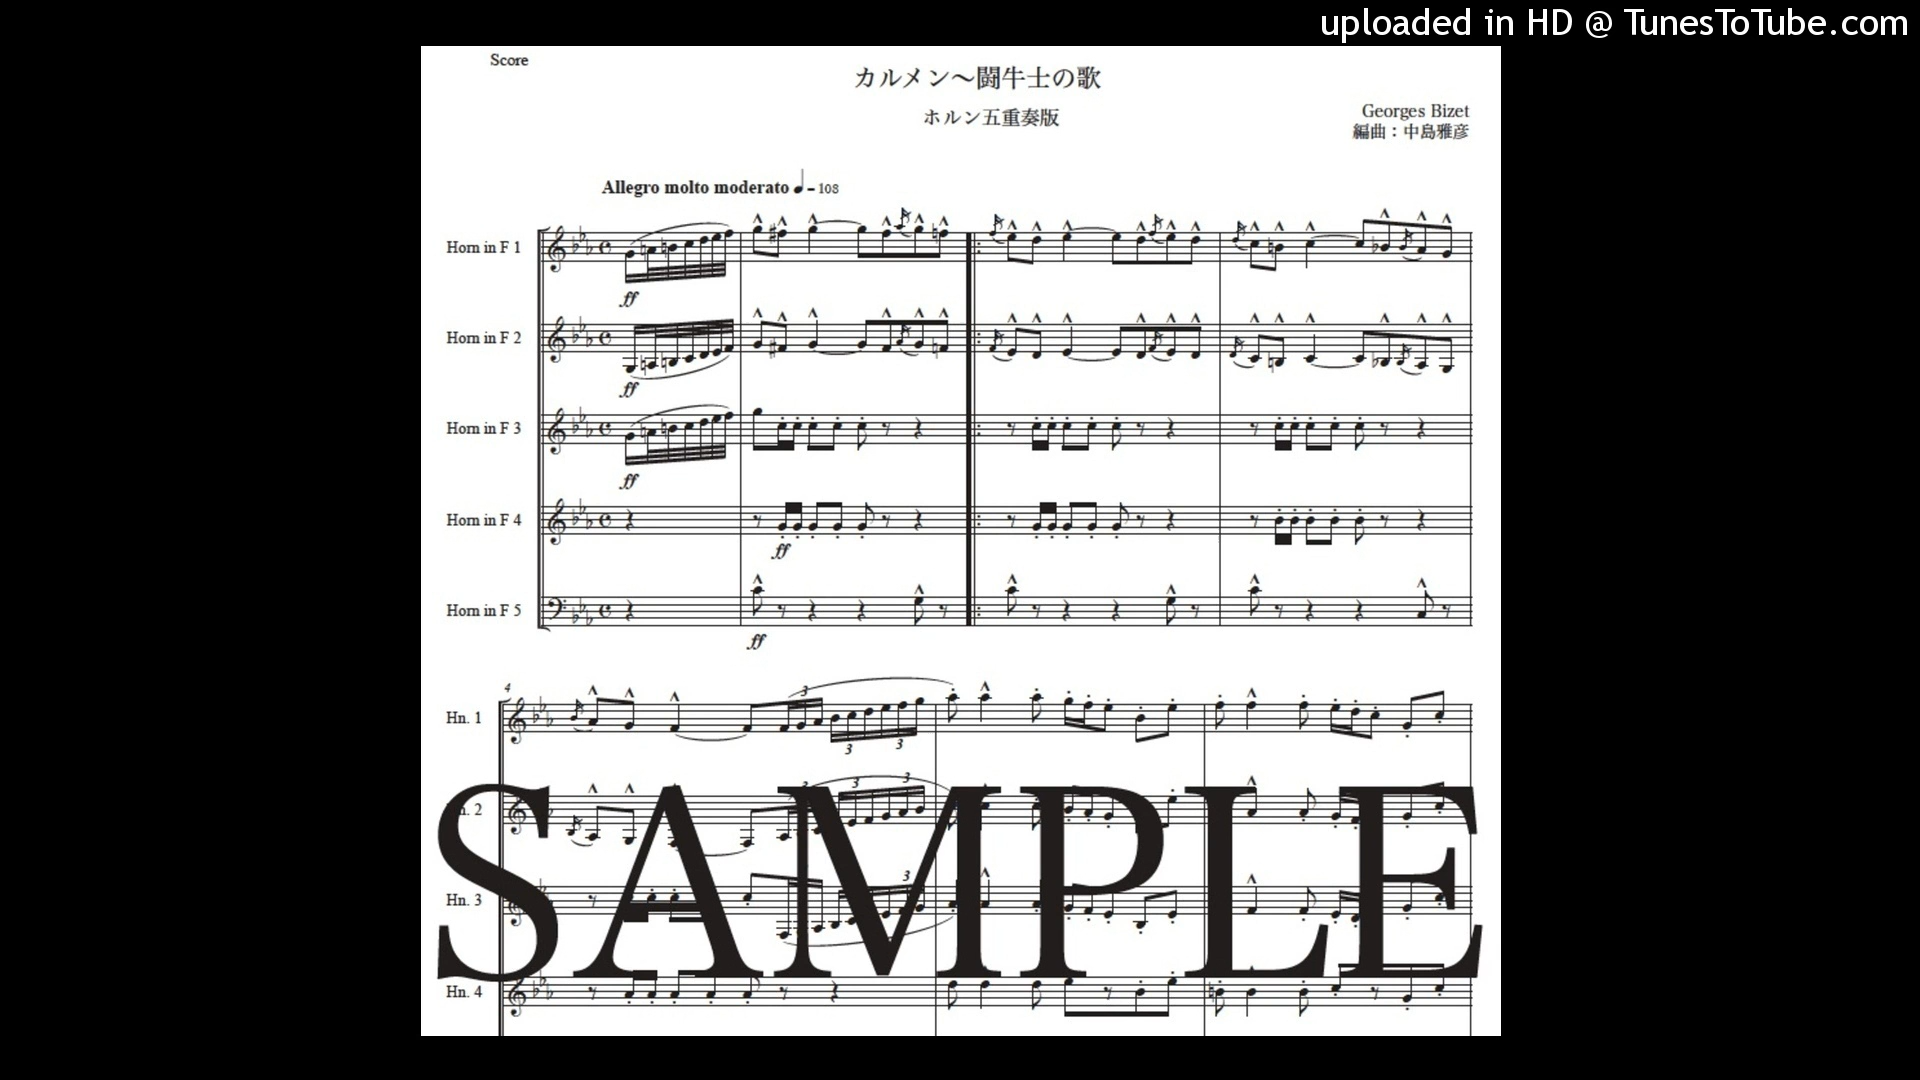 uploaded in HD @ TunesToTube.com
Score
カルメン～闘牛士の歌
ホルン五重奏版
Georges Bizet
編曲：中島雅彦
Allegro molto moderato ♩= 108
Horn in F 1
ff
Horn in F 2
ff
Horn in F 3
ff
Horn in F 4
ff
Horn in F 5
ff
4
Hn. 1
3
3
3
n. 2
3
3
3
Hn. 3
3
Hn. 4
SAMPLE